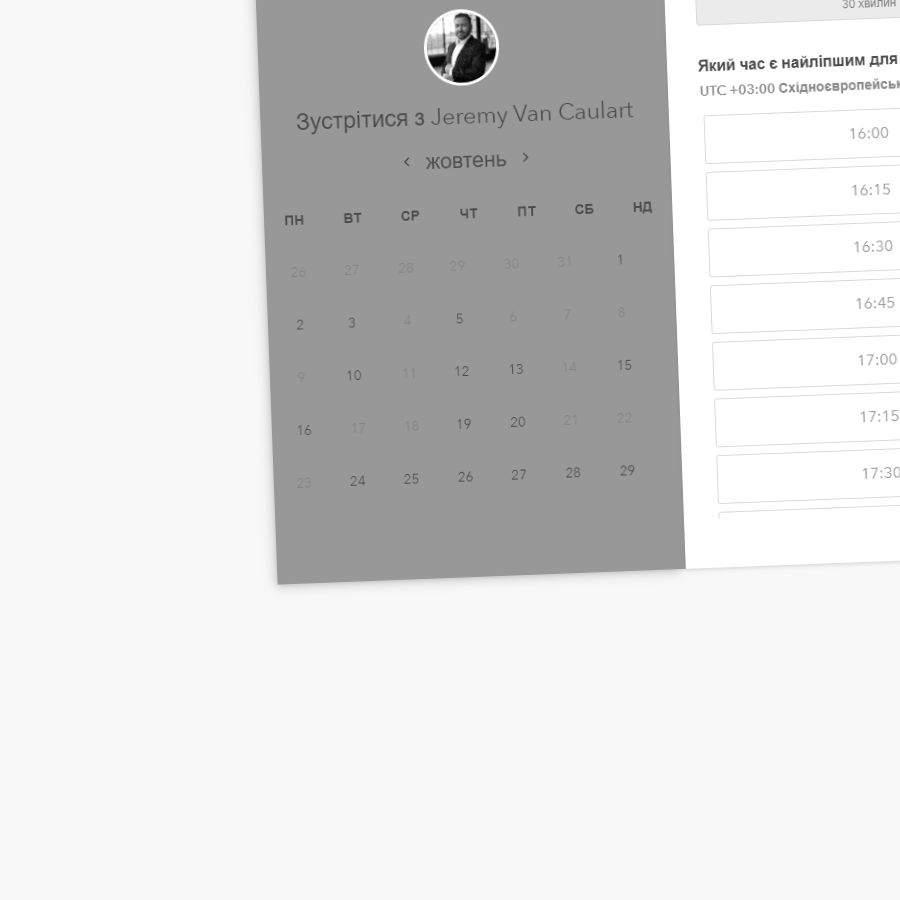 Зустрітися з Jeremy Van Caulart
жовтень
ПН ВТ СР ЧТ ПТ СБ НД
26 27 28 29 30 31 1
2 3 4 5 6 7 8
9 10 11 12 13 14 15
16 17 18 19 20 21 22
23 24 25 26 27 28 29
30 хвилин
Який час є найліпшим для
UTC +03:00
16:00
16:15
16:30
16:45
17:00
17:15
17:30